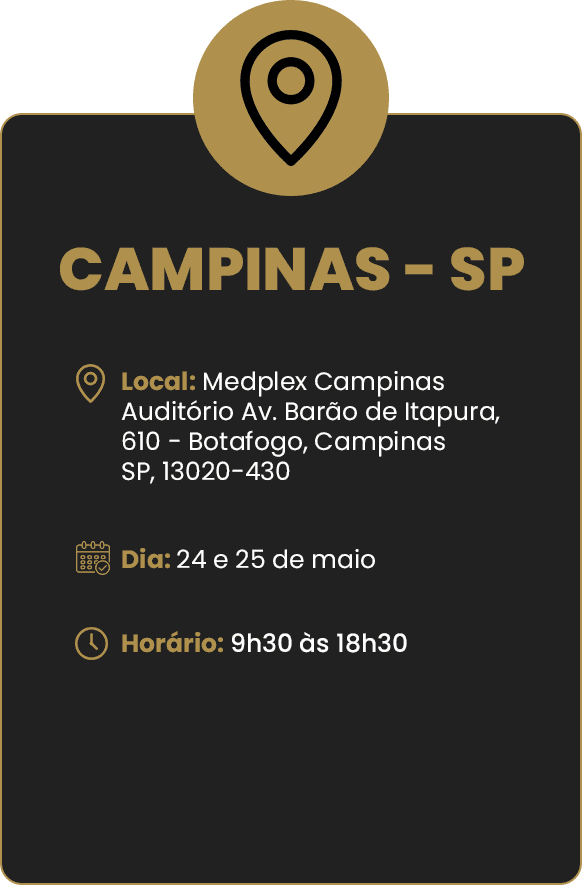 CAMPINAS - SP
Local: Medplex Campinas
Auditório Av. Barão de Itapura,
610 - Botafogo, Campinas
SP, 13020-430
Dia: 24 e 25 de maio
Horário: 9h30 às 18h30